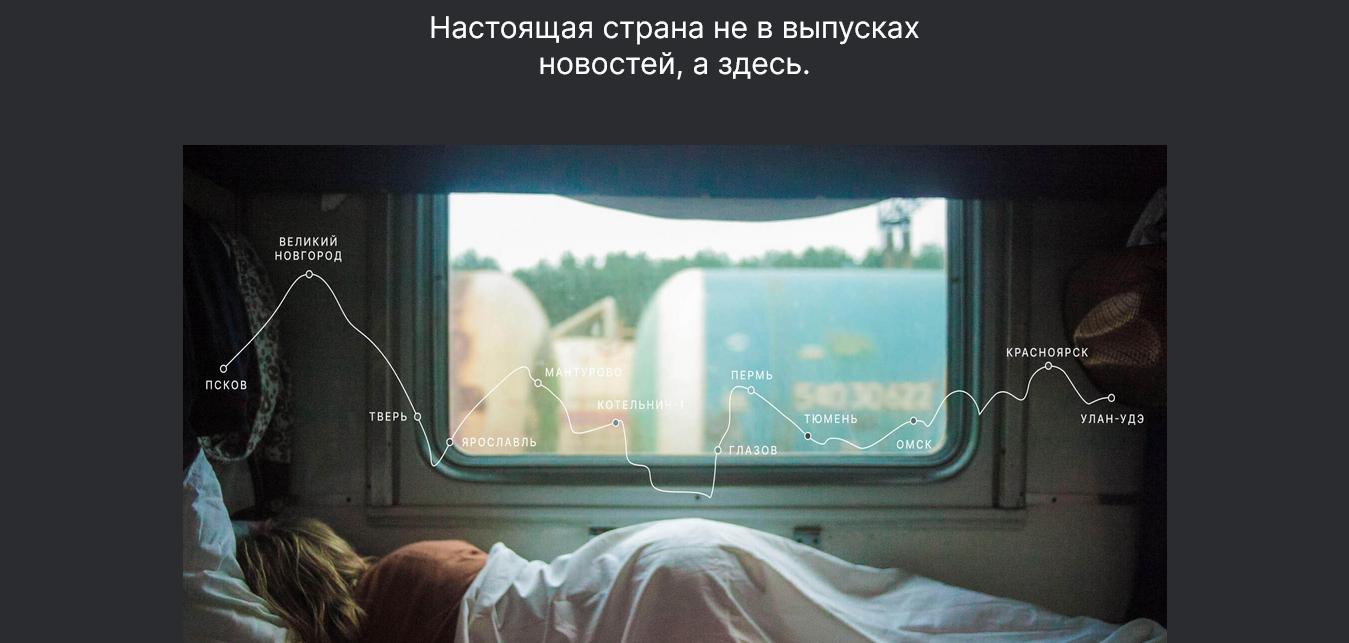 Настоящая страна не в выпусках
новостей, а здесь.
ВЕЛИКИЙ
НОВГОРОД
ПСКОВ
ТВЕРЬ
ЯРОСЛАВЛЬ
МАНТУРОВО
КОТЕЛЬНИЧ-1
ГЛАЗОВ
ПЕРМЬ
ТЮМЕНЬ
ОМСК
КРАСНОЯРСК
УЛАН-УДЭ
54030622